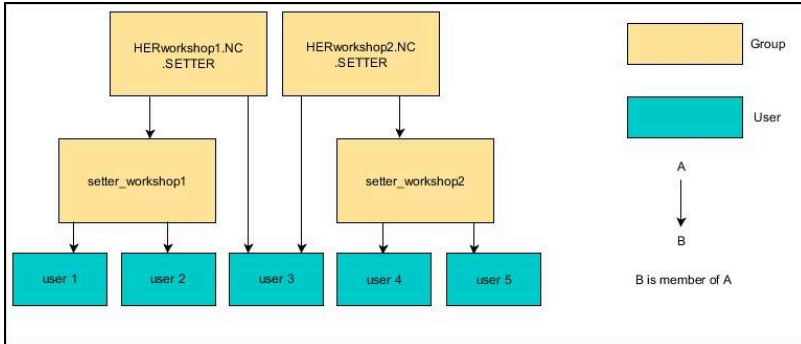 HERworkshop1.NC
.SETTER
HERworkshop2.NC
.SETTER
Group
User
setter_workshop1
setter_workshop2
A
B
user 1
user 2
user 3
user 4
user 5
B is member of A